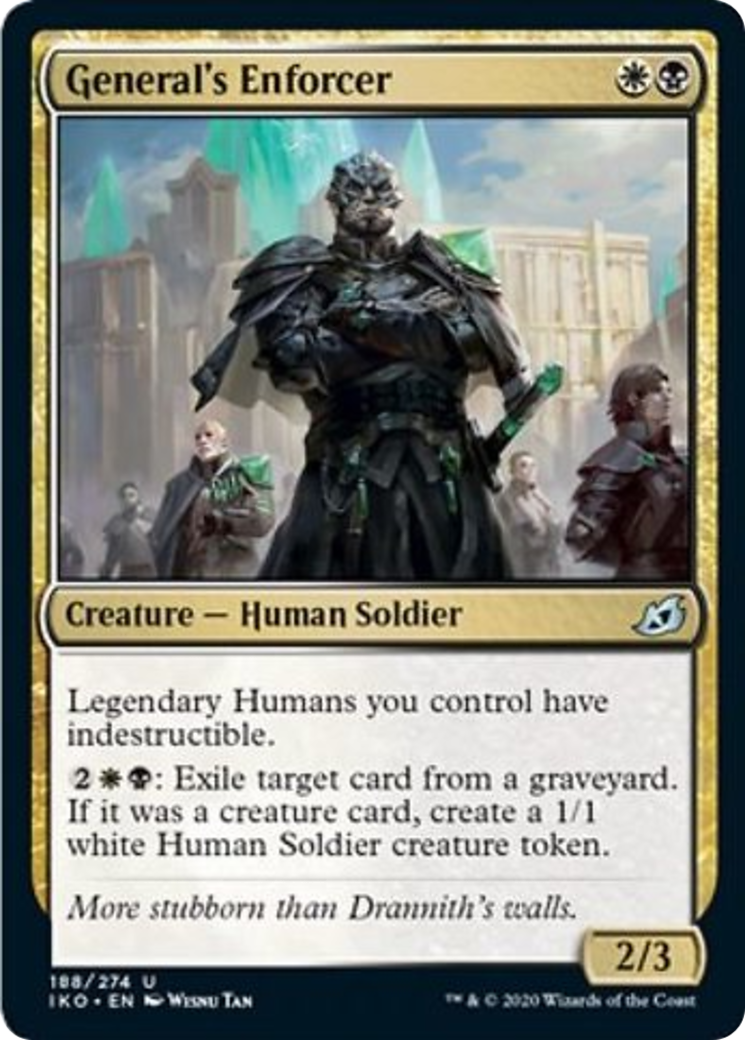 General's Enforcer
Creature — Human Soldier
Legendary Humans you control have
indestructible.
2: Exile target card from a graveyard.
If it was a creature card, create a 1/1
white Human Soldier creature token.
More stubborn than Drannith's walls.
2/3
188/274 U
IKO • EN Wisnu Tan
™ & © 2020 Wizards of the Coast